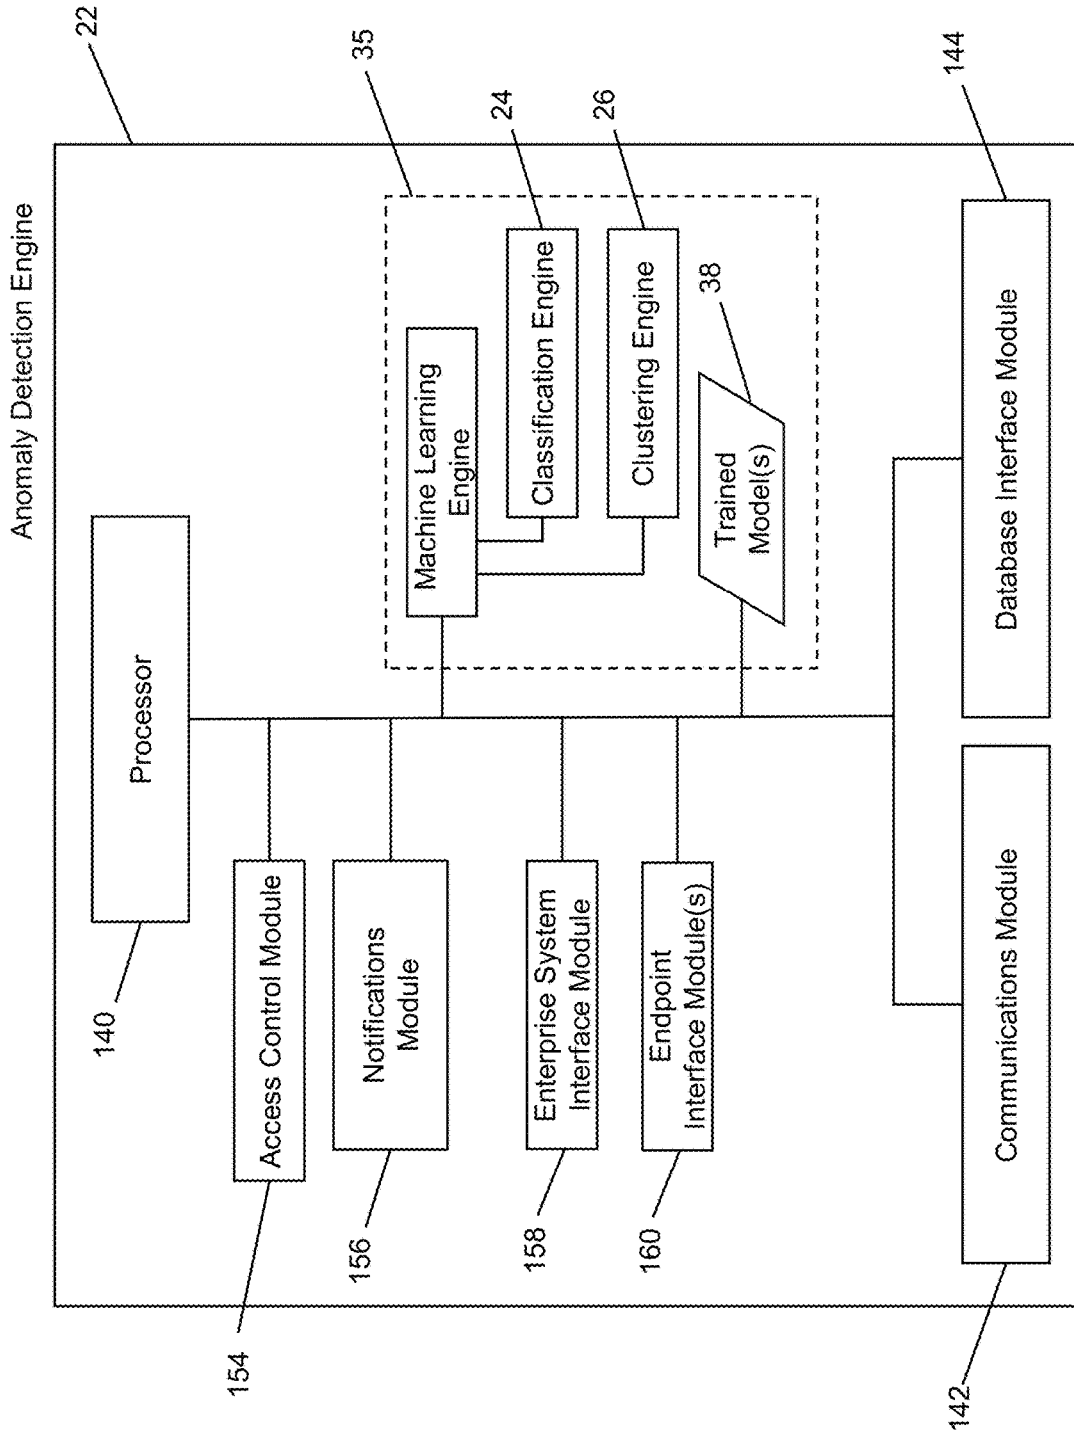 Anomaly Detection Engine
22
Processor
140
Access Control Module
154
Notifications
Module
156
Enterprise System
Interface Module
158
Endpoint
Interface Module(s)
160
35
Machine Learning
Engine
Classification Engine
24
Clustering Engine
26
Trained
Model(s)
38
Communications Module
142
Database Interface Module
144